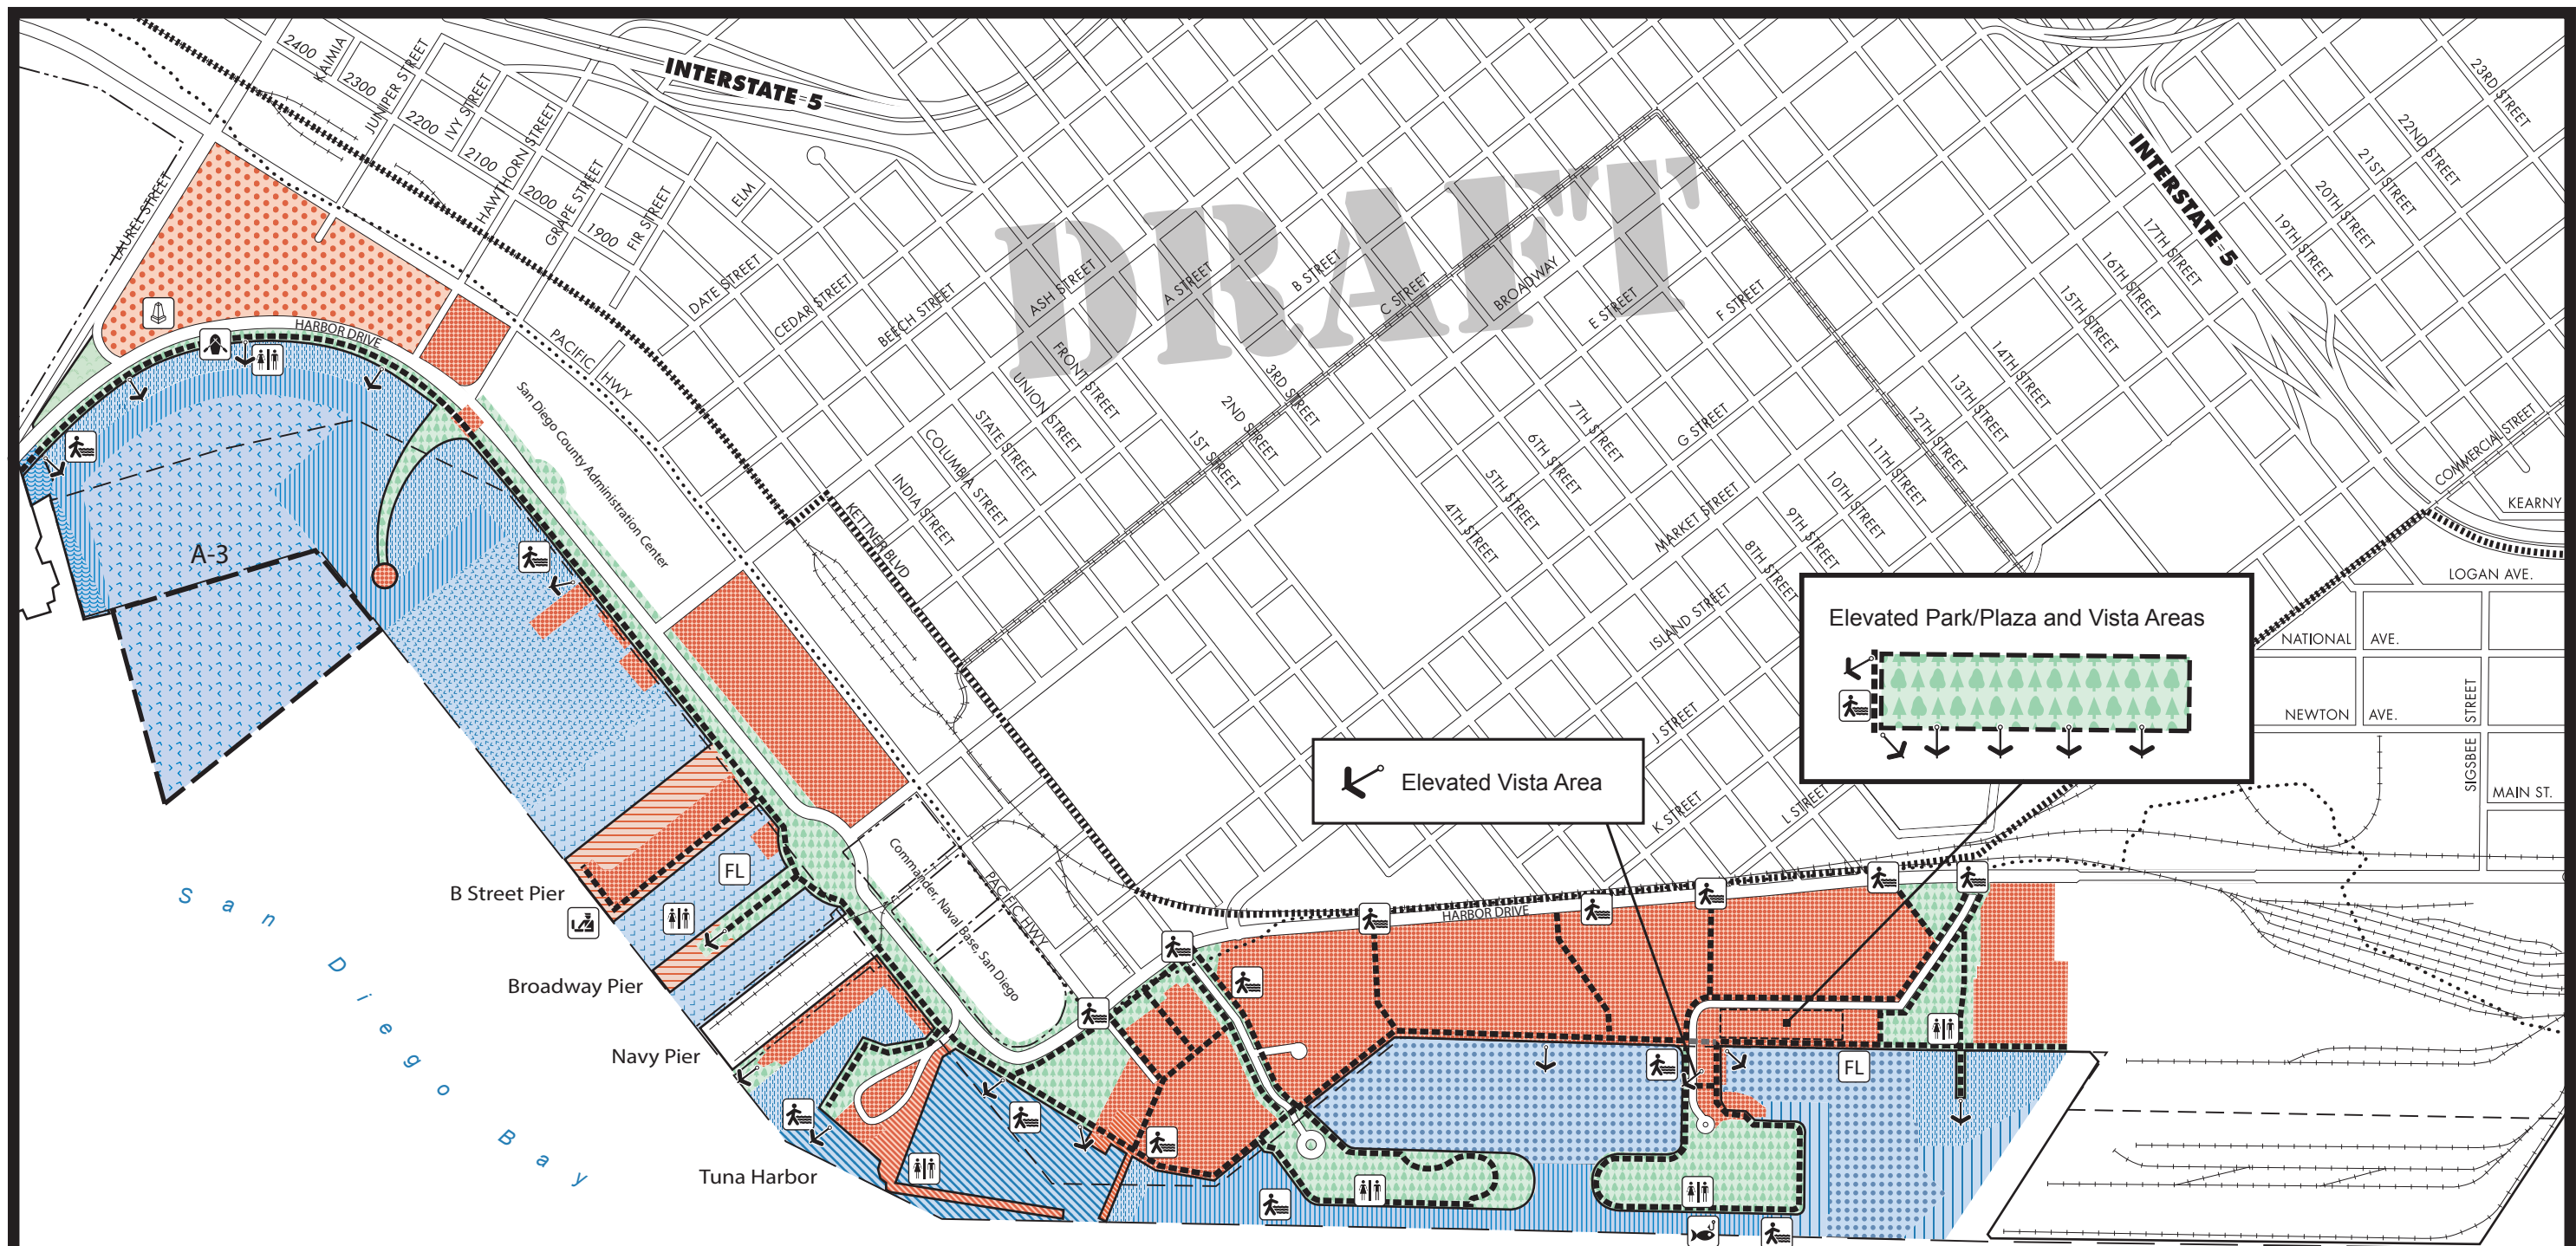 2400
KAIMIA
2300
JUNIPER STREET
2200
IVY STREET
2100
HAWTHORN STREET
2000
GRAPE STREET
1900
FIR STREET
ELM
LAUREL STREET
INTERSTATE 5
DRAFT
INTERSTATE 5
23RD STREET
22ND STREET
21ST STREET
20TH STREET
19TH STREET
17TH STREET
16TH STREET
15TH STREET
14TH STREET
13TH STREET
12TH STREET
11TH STREET
10TH STREET
9TH STREET
8TH STREET
7TH STREET
6TH STREET
5TH STREET
4TH STREET
3RD STREET
2ND STREET
1ST STREET
FRONT STREET
UNION STREET
STATE STREET
COLUMBIA STREET
INDIA STREET
KETTNER BLVD
DATE STREET
CEDAR STREET
BEECH STREET
ASH STREET
A STREET
B STREET
C STREET
BROADWAY
E STREET
F STREET
G STREET
MARKET STREET
ISLAND STREET
J STREET
K STREET
L STREET
COMMERCIAL STREET
KEARNY
LOGAN AVE.
NATIONAL AVE.
NEWTON AVE.
SIGSBEE STREET
MAIN ST.
HARBOR DRIVE
PACIFIC HWY
San Diego County Administration Center
A-3
Elevated Park/Plaza and Vista Areas
Elevated Vista Area
Commander, Naval Base, San Diego
PACIFIC HWY
HARBOR DRIVE
FL
FL
B Street Pier
Broadway Pier
Navy Pier
Tuna Harbor
San Diego Bay